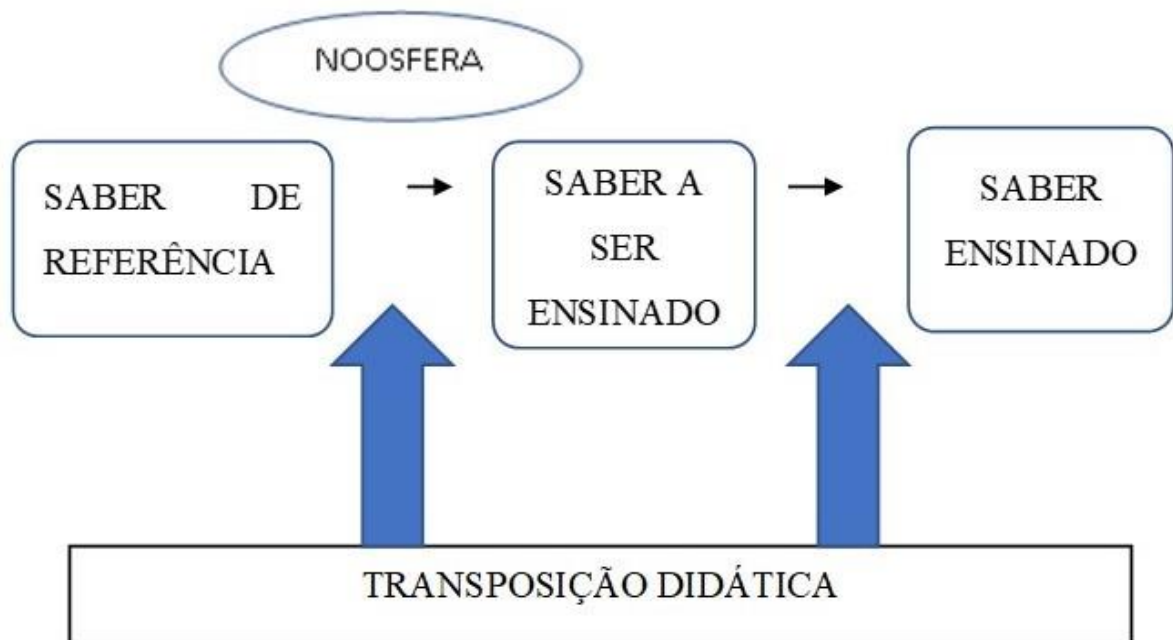 NOOSFERA
SABER DE
REFERÊNCIA
SABER A
SER
ENSINADO
SABER
ENSINADO
TRANSPOSIÇÃO DIDÁTICA